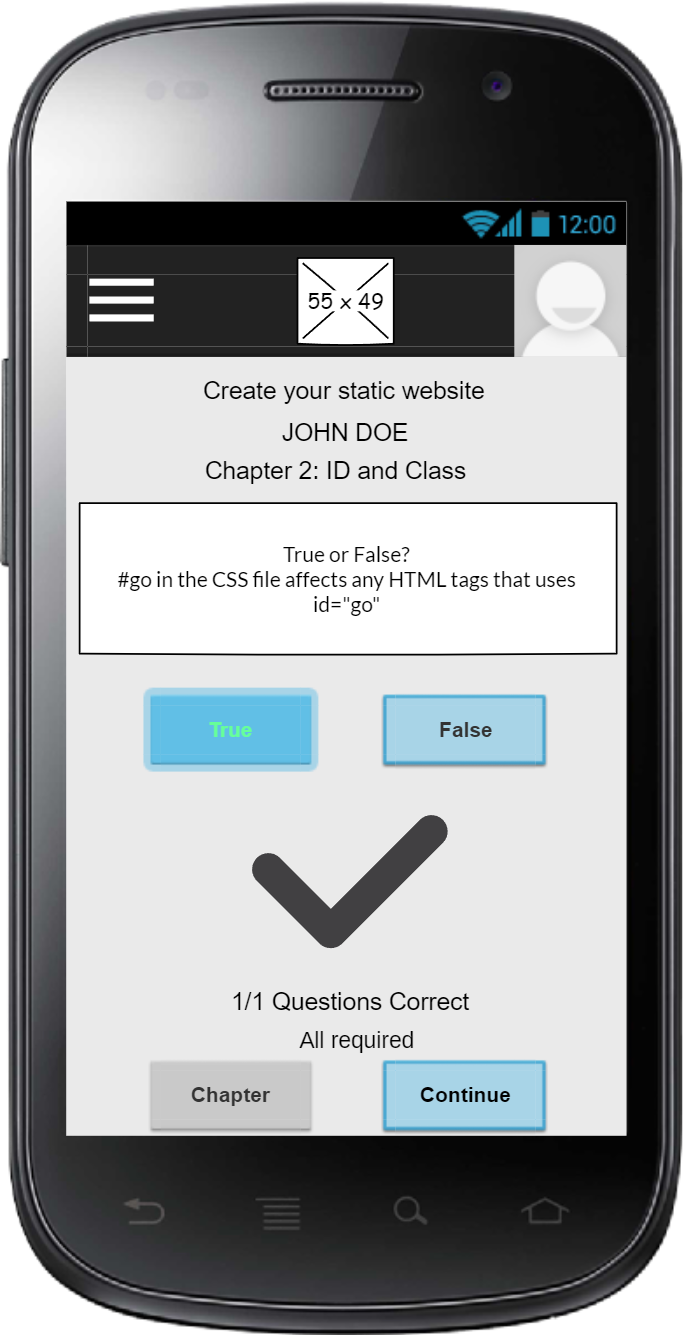 12:00
55 x 49
Create your static website
JOHN DOE
Chapter 2: ID and Class
True or False?
#go in the CSS file affects any HTML tags that uses
id="go"
True
False
1/1 Questions Correct
All required
Chapter
Continue